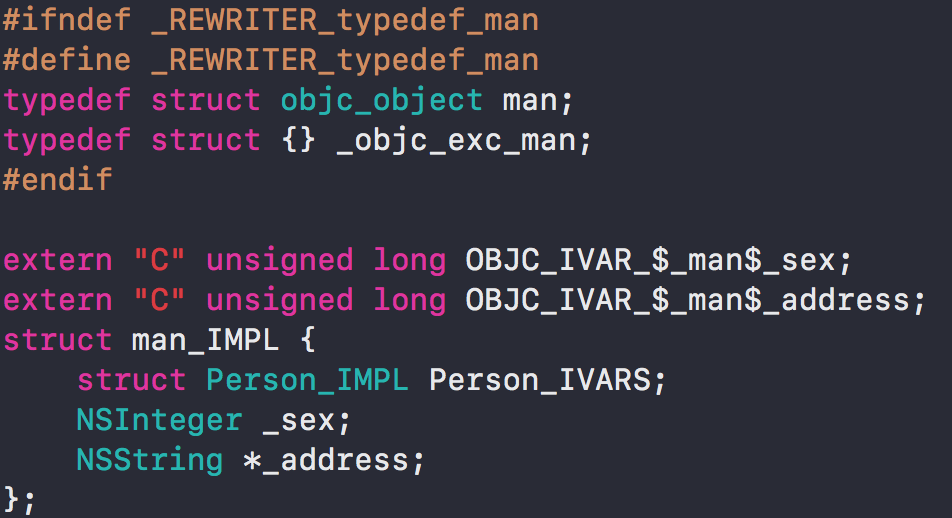 #ifndef _REWRITER_typedef_man
#define _REWRITER_typedef_man
typedef struct objc_object man;
typedef struct {} _objc_exc_man;
#endif
extern "C" unsigned long OBJC_IVAR_$_man$_sex;
extern "C" unsigned long OBJC_IVAR_$_man$_address;
struct man_IMPL {
    struct Person_IMPL Person_IVARS;
    NSInteger _sex;
    NSString *_address;
};